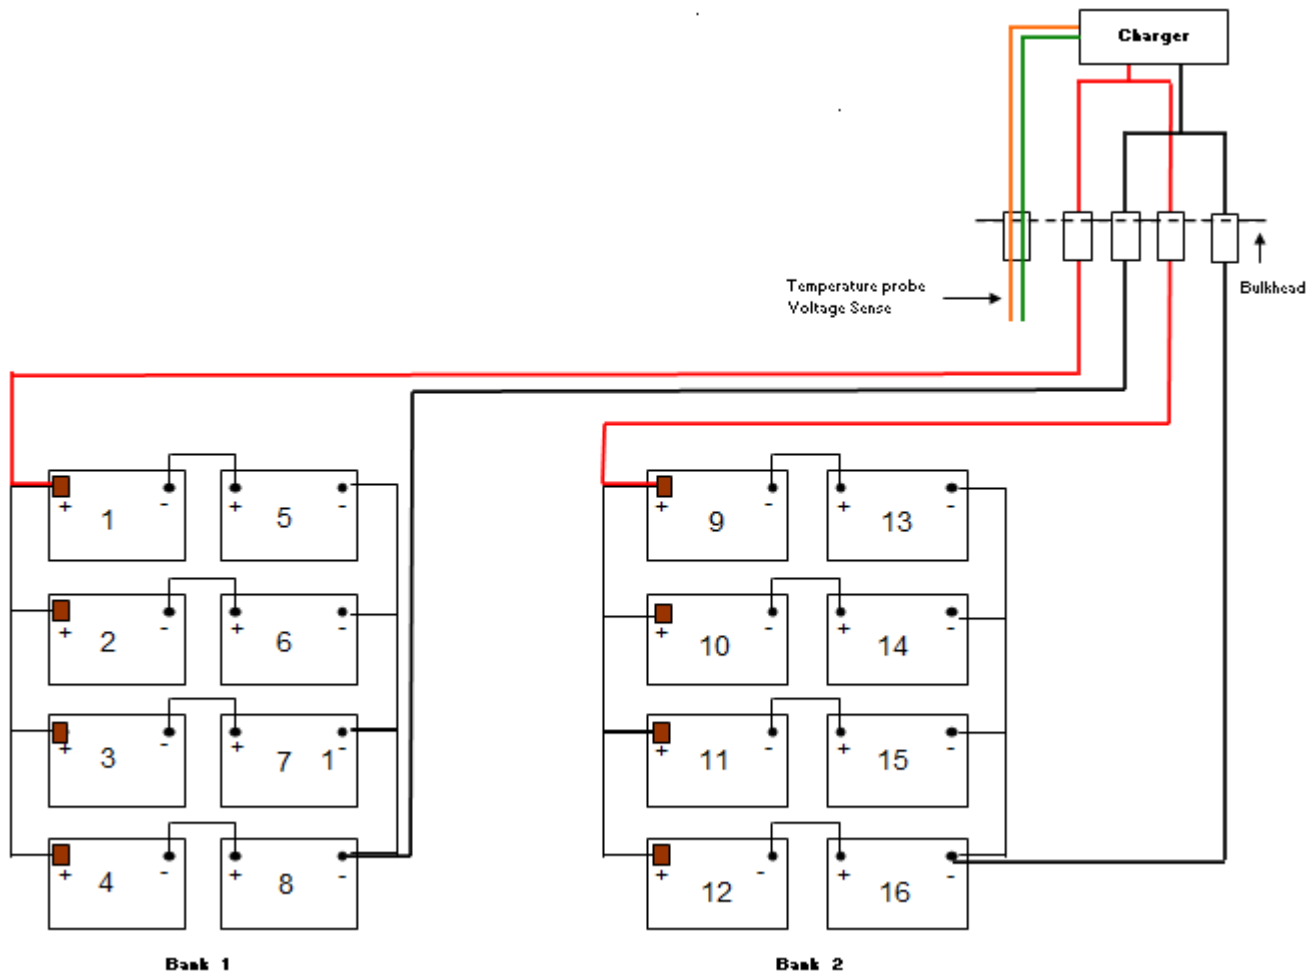 Charger
Temperature probe
Voltage Sense
Bulkhead
+ 1 - + 5 -
+ 9 - + 13 -
+ 2 - + 6 -
+ 10 - + 14 -
+ 3 - + 7 1 -
+ 11 - + 15 -
+ 4 - + 8 -
+ 12 - + 16 -
Bank 1
Bank 2